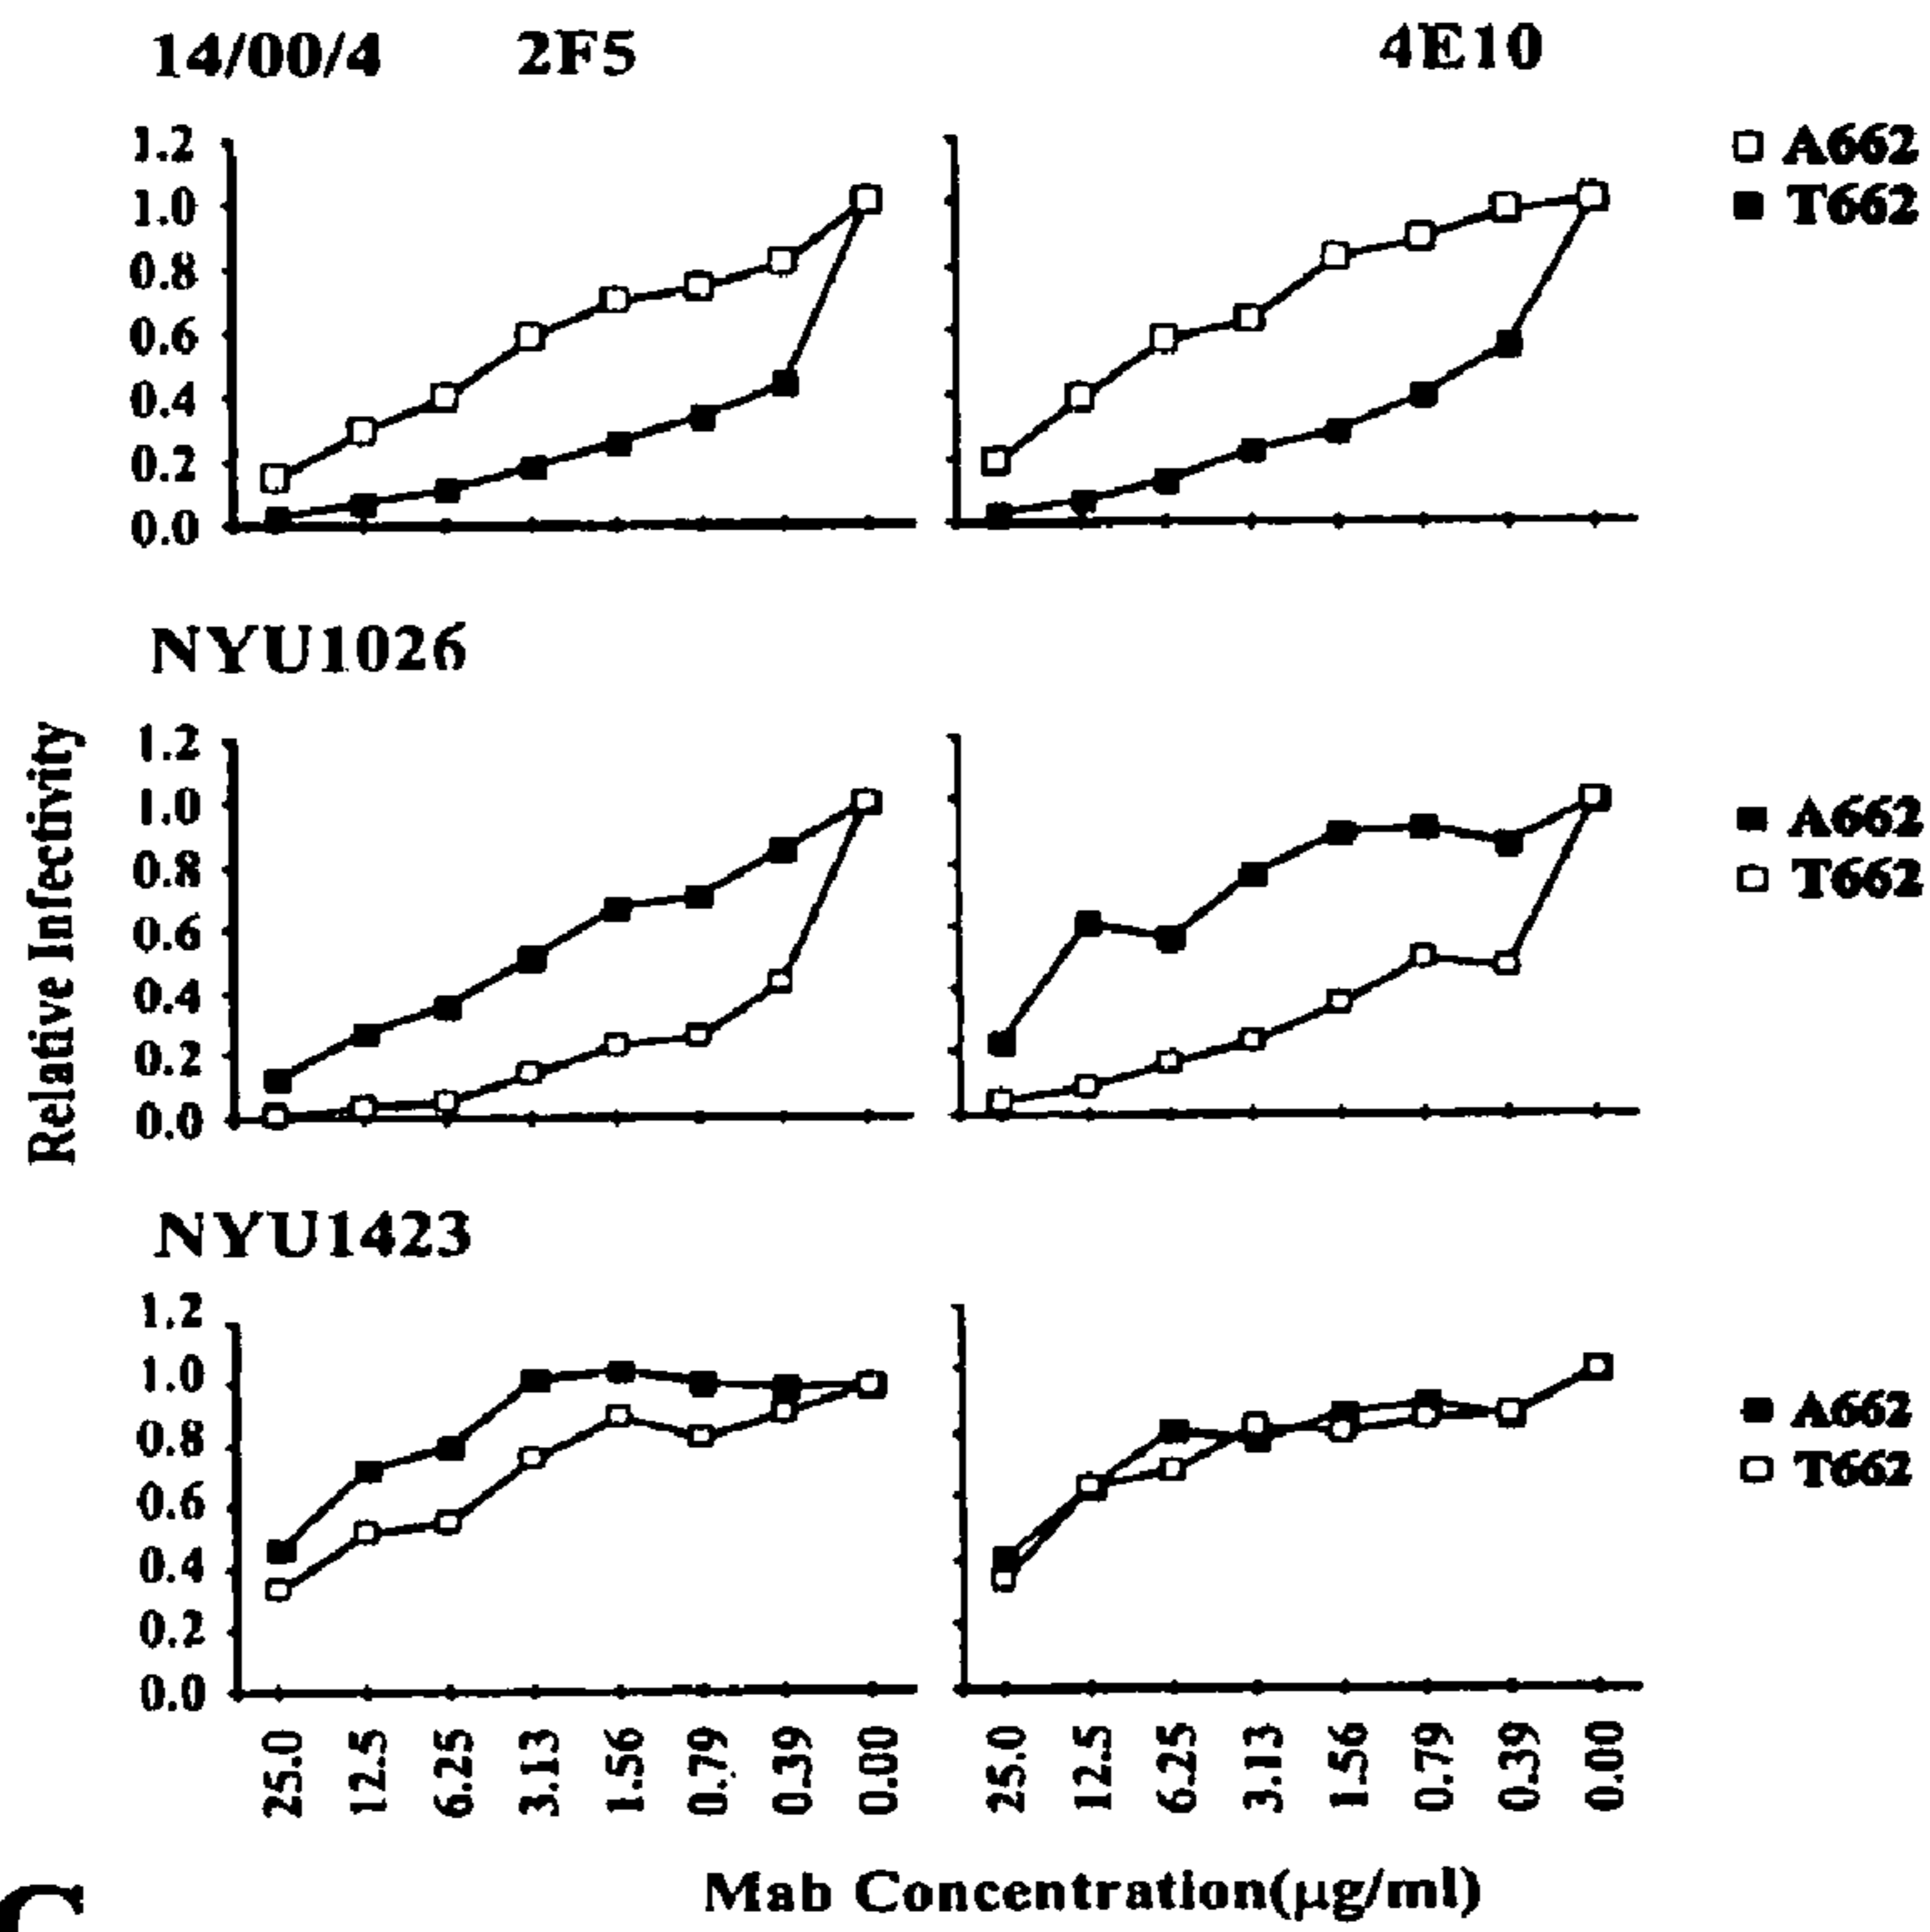 14/00/4 2F5 4E10
1.2
1.0
0.8
0.6
0.4
0.2
0.0
A662
T662
NYU1026
Relative Infectivity
1.2
1.0
0.8
0.6
0.4
0.2
0.0
A662
T662
NYU1423
1.2
1.0
0.8
0.6
0.4
0.2
0.0
A662
T662
25.0 12.5 6.25 3.13 1.56 0.79 0.39 0.00 25.0 12.5 6.25 3.13 1.56 0.79 0.39 0.00
Mab Concentration(µg/ml)
C